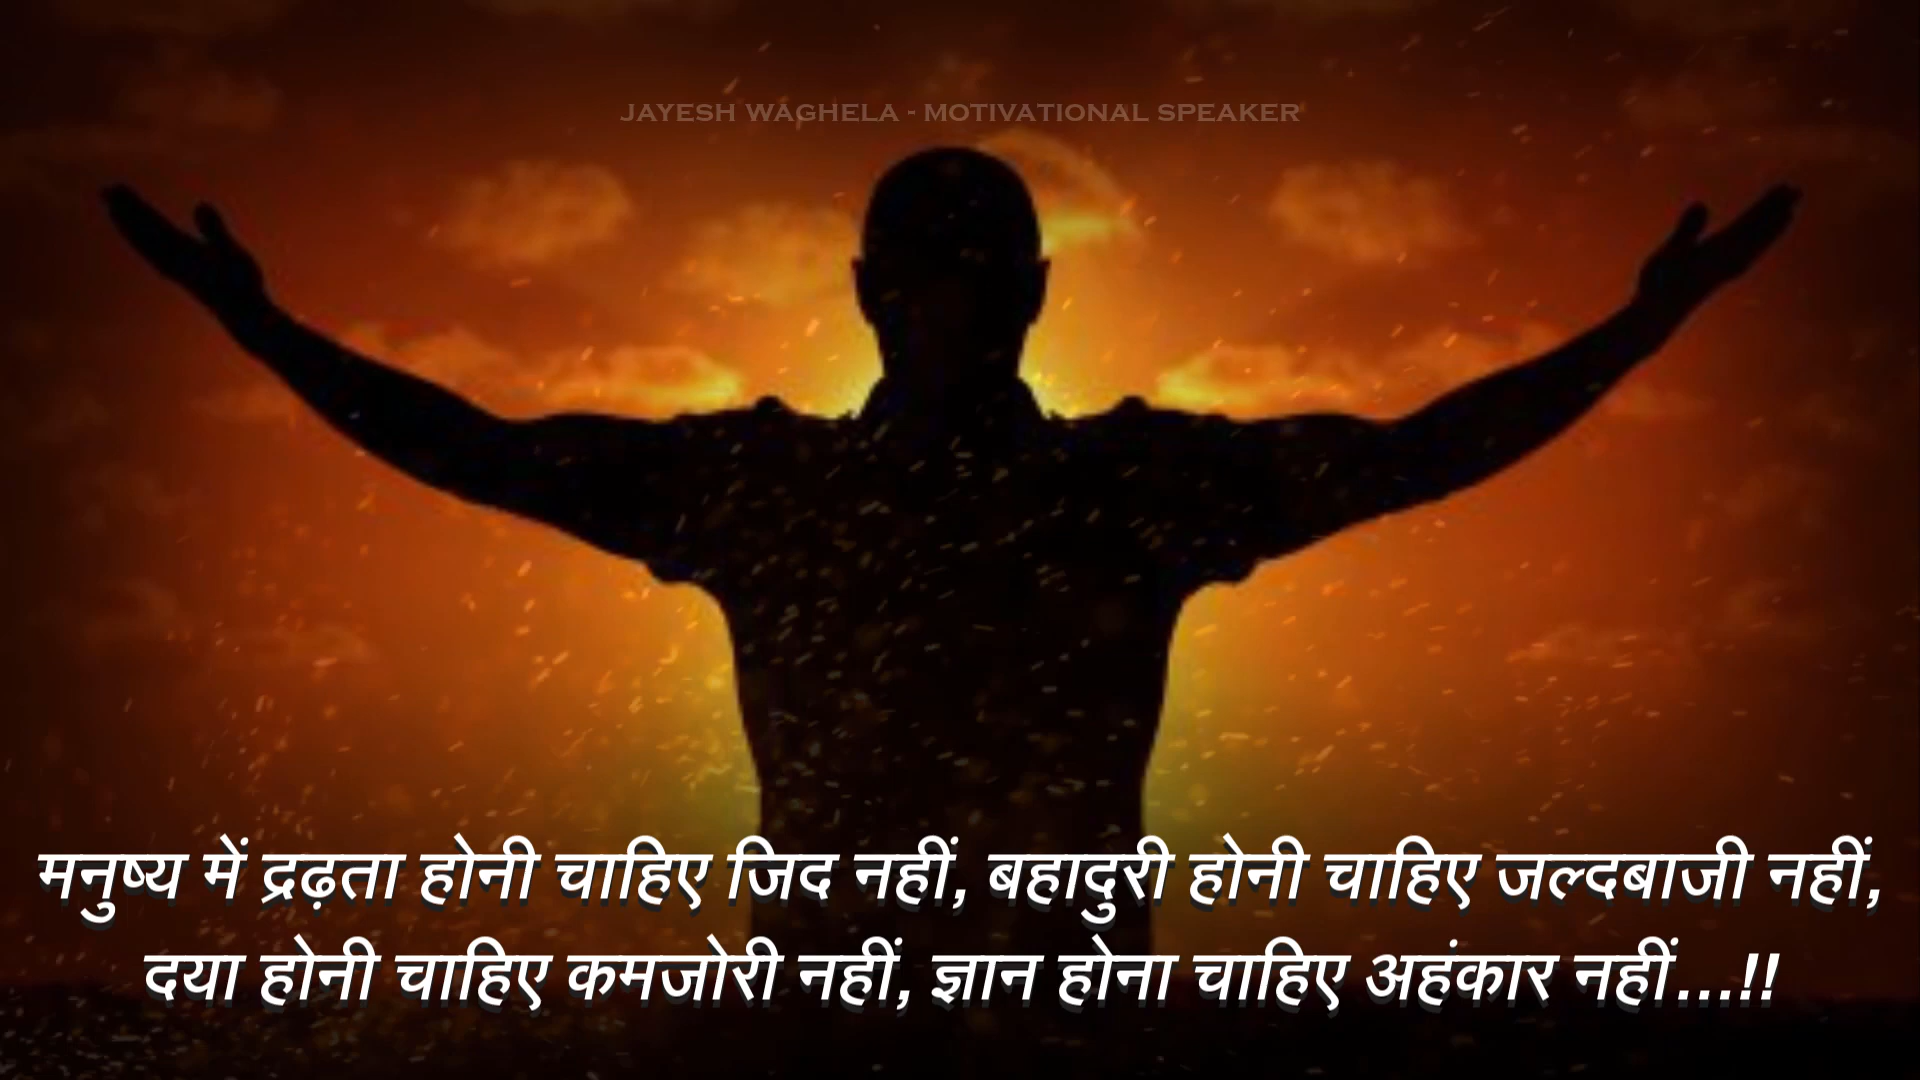 JAYESH WAGHELA - MOTIVATIONAL SPEAKER
मनुष्य में द्रढ़ता होनी चाहिए जिद नहीं, बहादुरी होनी चाहिए जल्दबाजी नहीं,
दया होनी चाहिए कमजोरी नहीं, ज्ञान होना चाहिए अहंकार नहीं...!!